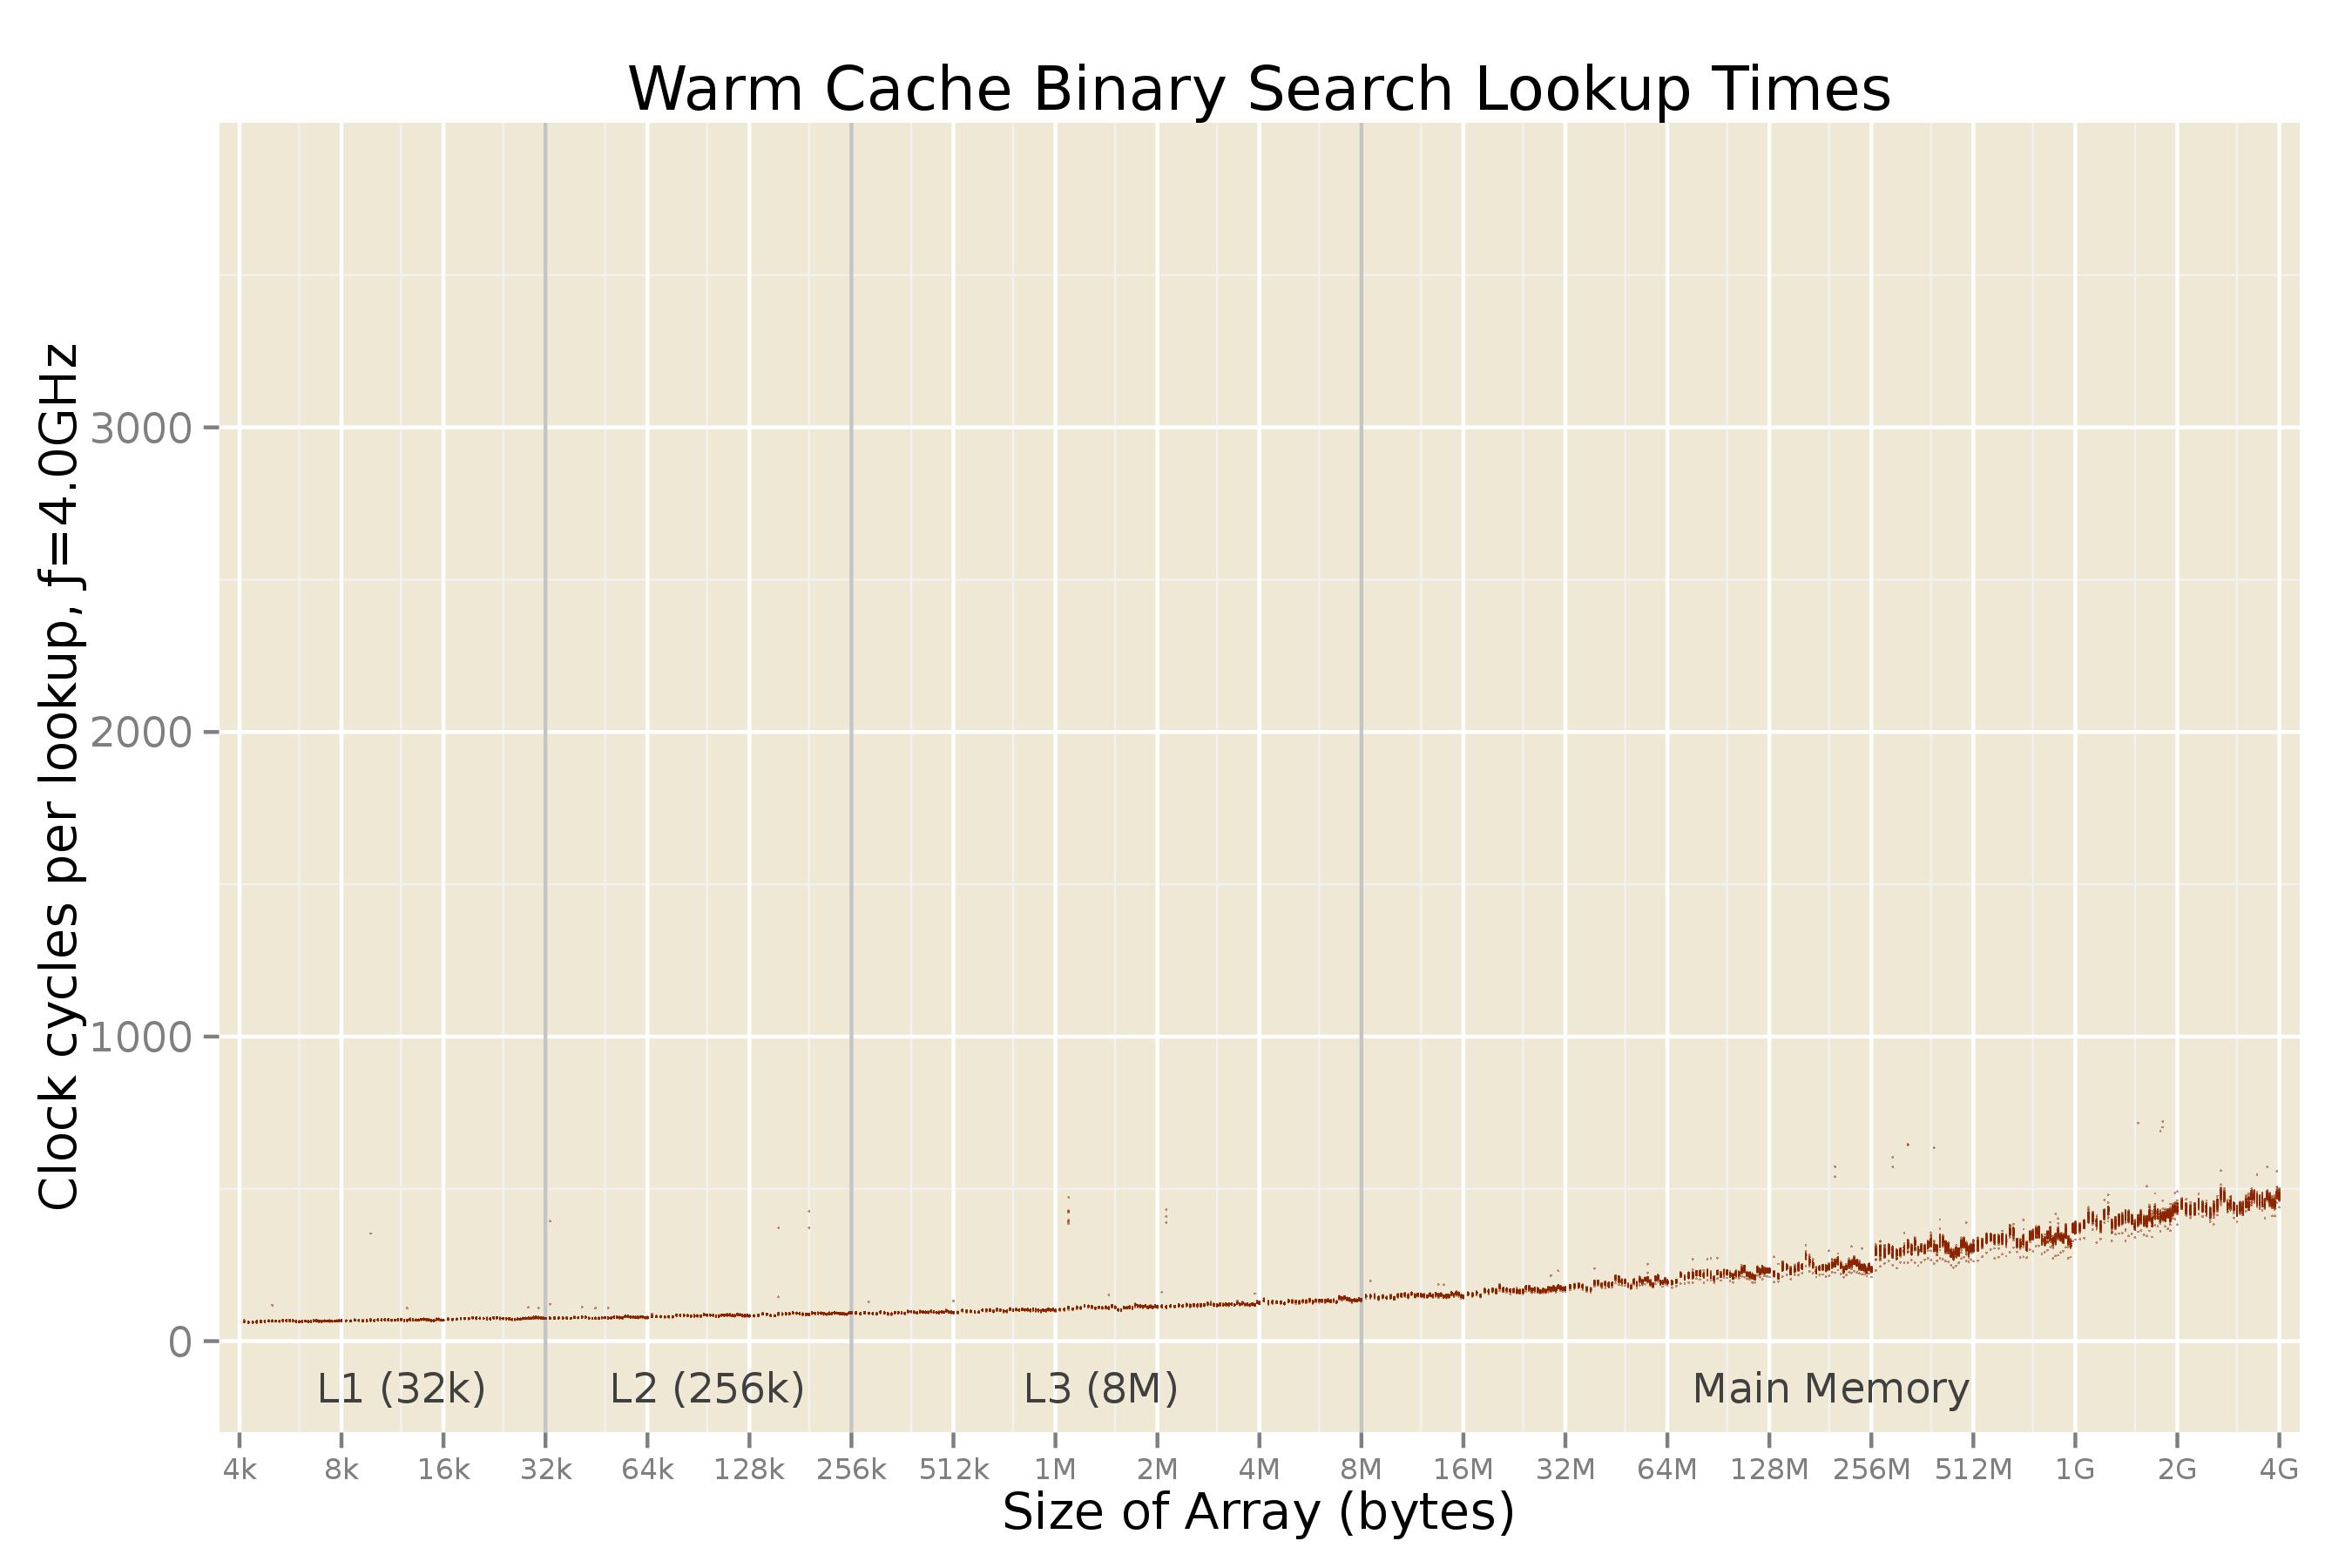 Warm Cache Binary Search Lookup Times
Clock cycles per lookup, ƒ=4.0GHz
3000
2000
1000
0
L1 (32k) L2 (256k) L3 (8M) Main Memory
4k 8k 16k 32k 64k 128k 256k 512k 1M 2M 4M 8M 16M 32M 64M 128M 256M 512M 1G 2G 4G
Size of Array (bytes)